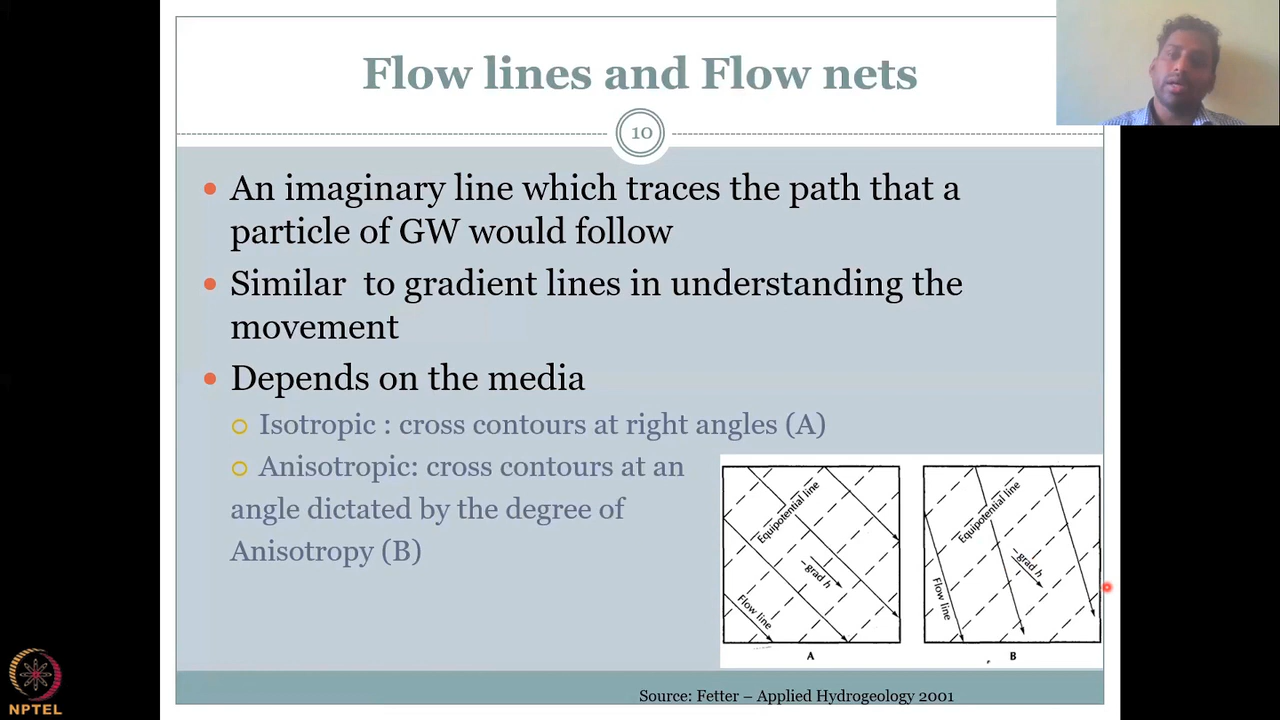 Flow lines and Flow nets
10
An imaginary line which traces the path that a
particle of GW would follow
Similar to gradient lines in understanding the
movement
Depends on the media
Isotropic : cross contours at right angles (A)
Anisotropic: cross contours at an
angle dictated by the degree of
Anisotropy (B)
Equipotential line
-grad h
Flow line
A
Equipotential line
-grad h
Flow line
B
Source: Fetter – Applied Hydrogeology 2001
NPTEL